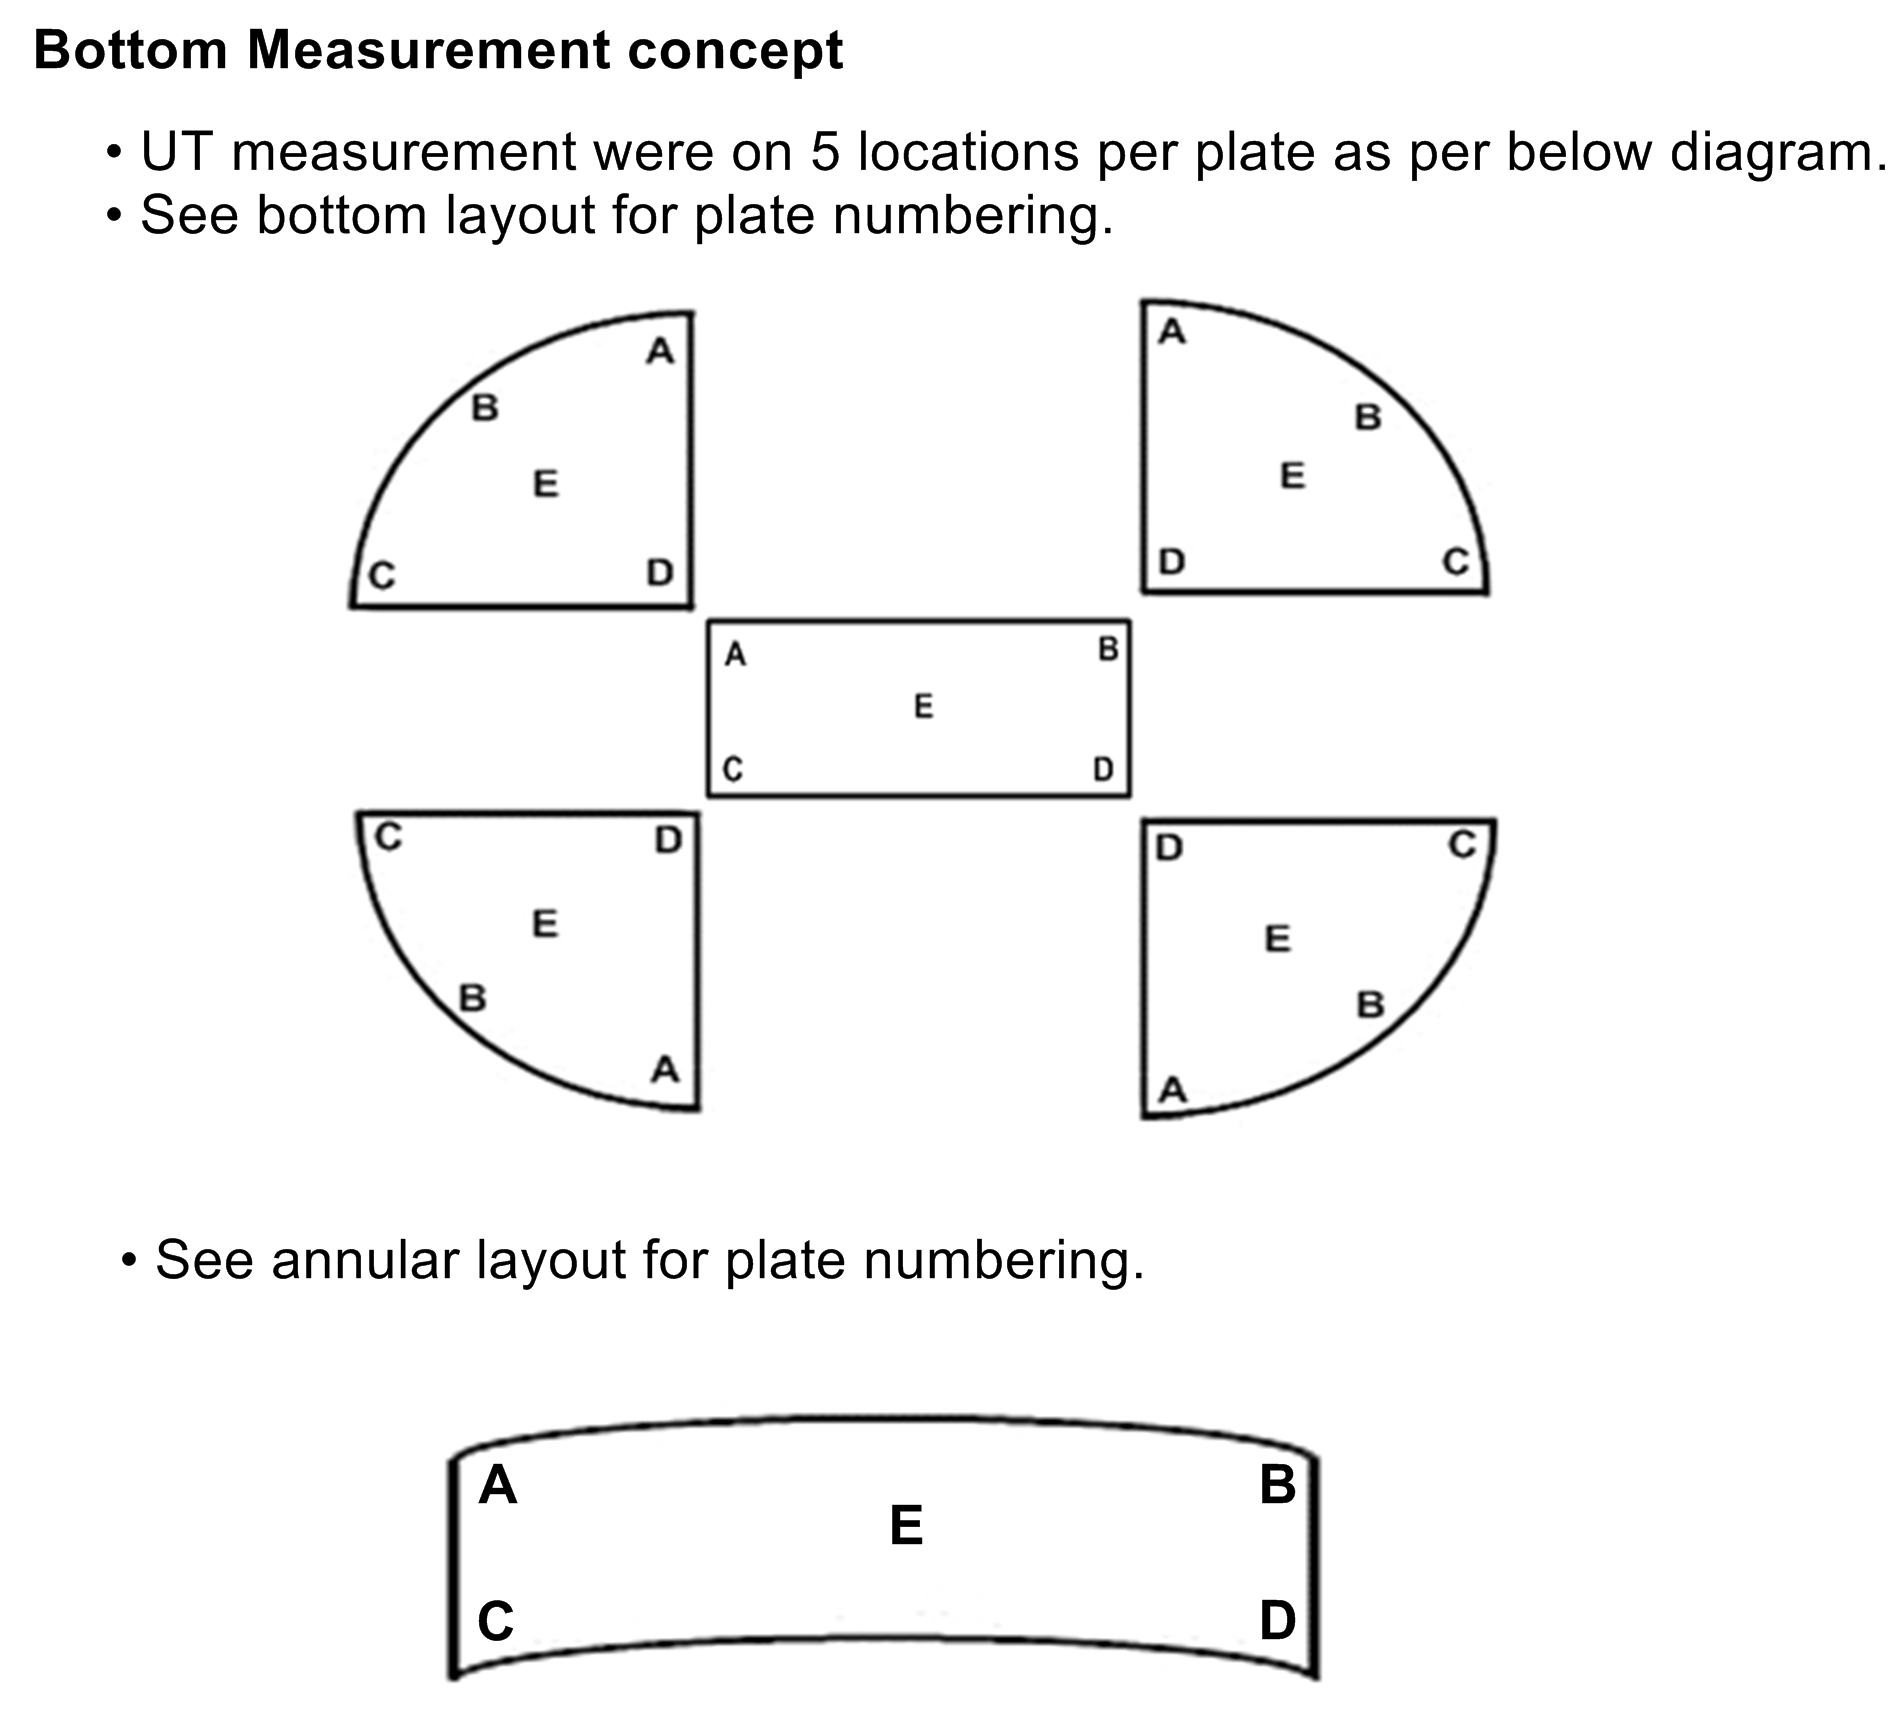 Bottom Measurement concept
• UT measurement were on 5 locations per plate as per below diagram.
• See bottom layout for plate numbering.
A
B
E
C
D
A
B
E
D
C
A
B
E
C
D
C
D
E
B
A
D
C
E
B
A
• See annular layout for plate numbering.
A
B
E
C
D